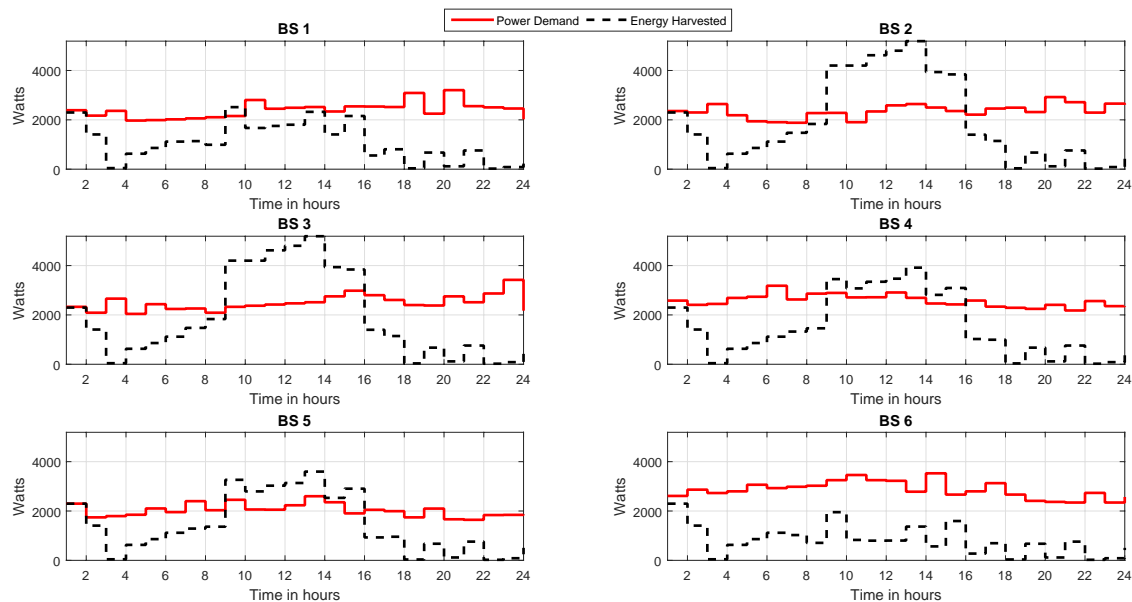 Power Demand Energy Harvested
BS 1 BS 2
4000 4000
Watts Watts
2000 2000
0 0
2 4 6 8 10 12 14 16 18 20 22 24 2 4 6 8 10 12 14 16 18 20 22 24
Time in hours Time in hours
BS 3 BS 4
4000 4000
Watts Watts
2000 2000
0 0
2 4 6 8 10 12 14 16 18 20 22 24 2 4 6 8 10 12 14 16 18 20 22 24
Time in hours Time in hours
BS 5 BS 6
4000 4000
Watts Watts
2000 2000
0 0
2 4 6 8 10 12 14 16 18 20 22 24 2 4 6 8 10 12 14 16 18 20 22 24
Time in hours Time in hours